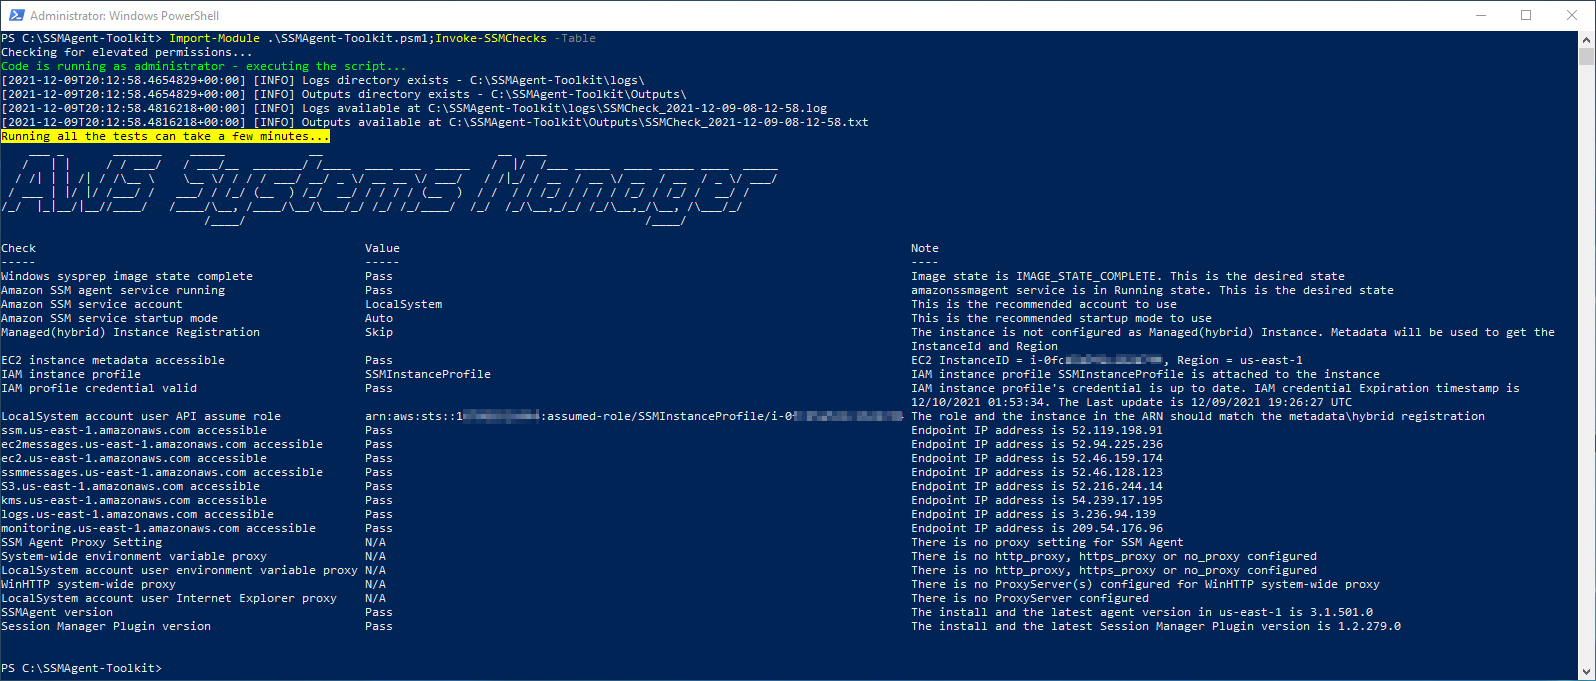 Administrator: Windows PowerShell
PS C:\SSMAgent-Toolkit> Import-Module .\SSMAgent-Toolkit.psm1;Invoke-SSMChecks -Table
Checking for elevated permissions...
Code is running as administrator - executing the script...
[2021-12-09T20:12:58.4654829+00:00] [INFO] Logs directory exists - C:\SSMAgent-Toolkit\logs\
[2021-12-09T20:12:58.4654829+00:00] [INFO] Outputs directory exists - C:\SSMAgent-Toolkit\Outputs\
[2021-12-09T20:12:58.4816218+00:00] [INFO] Logs available at C:\SSMAgent-Toolkit\logs\SSMCheck_2021-12-09-08-12-58.log
[2021-12-09T20:12:58.4816218+00:00] [INFO] Outputs available at C:\SSMAgent-Toolkit\Outputs\SSMCheck_2021-12-09-08-12-58.txt
Running all the tests can take a few minutes...
AWS Systems Manager
Check Value Note
----- ----- ----
Windows sysprep image state complete Pass Image state is IMAGE_STATE_COMPLETE. This is the desired state
Amazon SSM agent service running Pass amazonssmagent service is in Running state. This is the desired state
Amazon SSM service account LocalSystem This is the recommended account to use
Amazon SSM service startup mode Auto This is the recommended startup mode to use
Managed(hybrid) Instance Registration Skip The instance is not configured as Managed(hybrid) Instance. Metadata will be used to get the
InstanceId and Region
EC2 instance metadata accessible Pass EC2 InstanceID = i-0fc , Region = us-east-1
IAM instance profile SSMInstanceProfile IAM instance profile SSMInstanceProfile is attached to the instance
IAM profile credential valid Pass IAM instance profile's credential is up to date. IAM credential Expiration timestamp is
12/10/2021 01:53:34. The Last update is 12/09/2021 19:26:27 UTC
LocalSystem account user API assume role arn:aws:sts::1 :assumed-role/SSMInstanceProfile/i-0 The role and the instance in the ARN should match the metadata\hybrid registration
ssm.us-east-1.amazonaws.com accessible Pass Endpoint IP address is 52.119.198.91
ec2messages.us-east-1.amazonaws.com accessible Pass Endpoint IP address is 52.94.225.236
ec2.us-east-1.amazonaws.com accessible Pass Endpoint IP address is 52.46.159.174
ssmmessages.us-east-1.amazonaws.com accessible Pass Endpoint IP address is 52.46.128.123
S3.us-east-1.amazonaws.com accessible Pass Endpoint IP address is 52.216.244.14
kms.us-east-1.amazonaws.com accessible Pass Endpoint IP address is 54.239.17.195
logs.us-east-1.amazonaws.com accessible Pass Endpoint IP address is 3.236.94.139
monitoring.us-east-1.amazonaws.com accessible Pass Endpoint IP address is 209.54.176.96
SSM Agent Proxy Setting N/A There is no proxy setting for SSM Agent
System-wide environment variable proxy N/A There is no http_proxy, https_proxy or no_proxy configured
LocalSystem account user environment variable proxy N/A There is no http_proxy, https_proxy or no_proxy configured
WinHTTP system-wide proxy N/A There is no ProxyServer(s) configured for WinHTTP system-wide proxy
LocalSystem account user Internet Explorer proxy N/A There is no ProxyServer configured
SSMAgent version Pass The install and the latest agent version in us-east-1 is 3.1.501.0
Session Manager Plugin version Pass The install and the latest Session Manager Plugin version is 1.2.279.0
PS C:\SSMAgent-Toolkit>